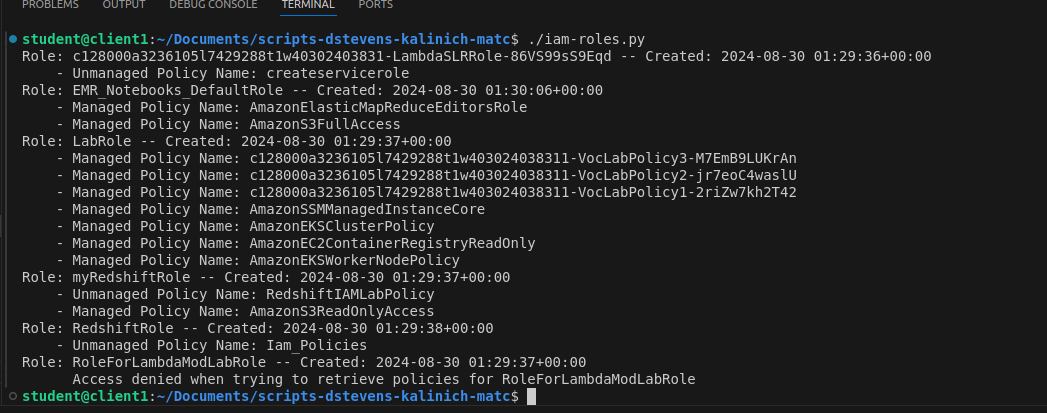 PROBLEMS OUTPUT DEBUG CONSOLE TERMINAL PORTS
student@client1:~/Documents/scripts-dstevens-kalinich-matc$ ./iam-roles.py
Role: c128000a3236105l7429288t1w40302403831-LambdaSLRRole-86VS99sS9Eqd -- Created: 2024-08-30 01:29:36+00:00
- Unmanaged Policy Name: createservicerole
Role: EMR_Notebooks_DefaultRole -- Created: 2024-08-30 01:30:06+00:00
- Managed Policy Name: AmazonElasticMapReduceEditorsRole
- Managed Policy Name: AmazonS3FullAccess
Role: LabRole -- Created: 2024-08-30 01:29:37+00:00
- Managed Policy Name: c128000a3236105l7429288t1w403024038311-VocLabPolicy3-M7EmB9LUKrAn
- Managed Policy Name: c128000a3236105l7429288t1w403024038311-VocLabPolicy2-jr7eoC4waslU
- Managed Policy Name: c128000a3236105l7429288t1w403024038311-VocLabPolicy1-2riZw7kh2T42
- Managed Policy Name: AmazonSSMManagedInstanceCore
- Managed Policy Name: AmazonEKSClusterPolicy
- Managed Policy Name: AmazonEC2ContainerRegistryReadOnly
- Managed Policy Name: AmazonEKSWorkerNodePolicy
Role: myRedshiftRole -- Created: 2024-08-30 01:29:37+00:00
- Unmanaged Policy Name: RedshiftIAMLabPolicy
- Managed Policy Name: AmazonS3ReadOnlyAccess
Role: RedshiftRole -- Created: 2024-08-30 01:29:38+00:00
- Unmanaged Policy Name: Iam_Policies
Role: RoleForLambdaModLabRole -- Created: 2024-08-30 01:29:37+00:00
Access denied when trying to retrieve policies for RoleForLambdaModLabRole
student@client1:~/Documents/scripts-dstevens-kalinich-matc$